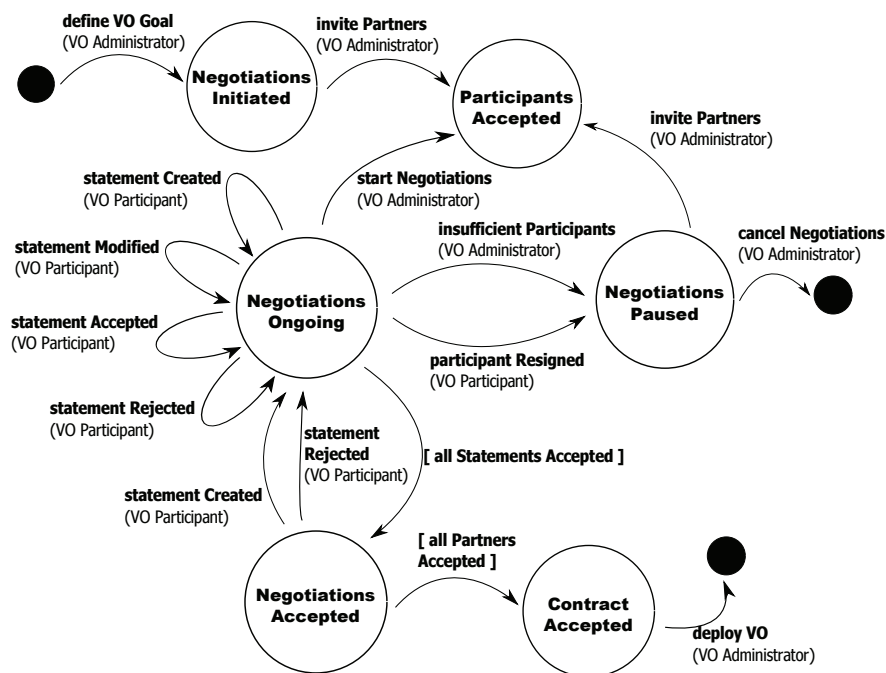 define VO Goal
(VO Administrator)
invite Partners
(VO Administrator)
Negotiations
Initiated
Participants
Accepted
invite Partners
(VO Administrator)
statement Created
(VO Participant)
start Negotiations
(VO Administrator)
statement Modified
(VO Participant)
insufficient Participants
(VO Administrator)
cancel Negotiations
(VO Administrator)
Negotiations
Ongoing
Negotiations
Paused
statement Accepted
(VO Participant)
participant Resigned
(VO Participant)
statement Rejected
(VO Participant)
statement
Rejected
(VO Participant)
[ all Statements Accepted ]
statement Created
(VO Participant)
[ all Partners
Accepted ]
Negotiations
Accepted
Contract
Accepted
deploy VO
(VO Administrator)